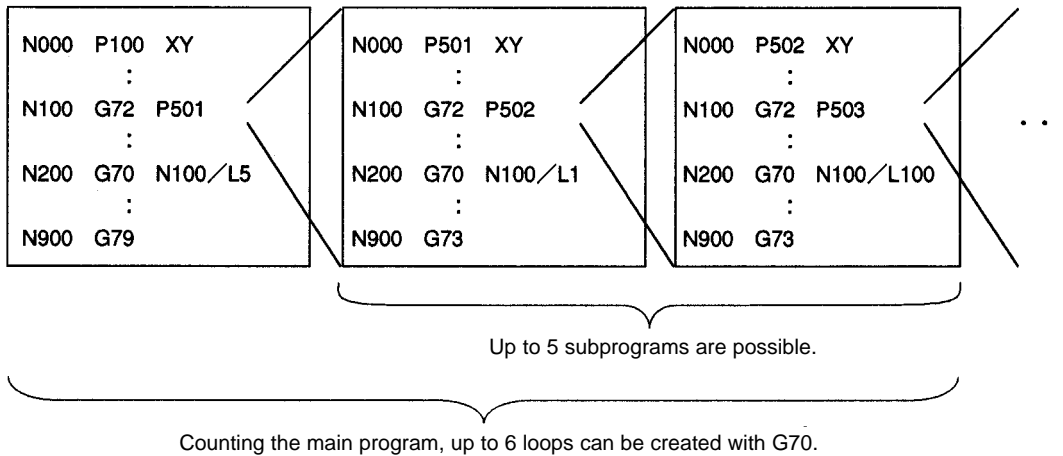 N000 P100 XY
:
N100 G72 P501
:
N200 G70 N100/L5
:
N900 G79
N000 P501 XY
:
N100 G72 P502
:
N200 G70 N100/L1
:
N900 G73
N000 P502 XY
:
N100 G72 P503
:
N200 G70 N100/L100
:
N900 G73
. .
Up to 5 subprograms are possible.
Counting the main program, up to 6 loops can be created with G70.